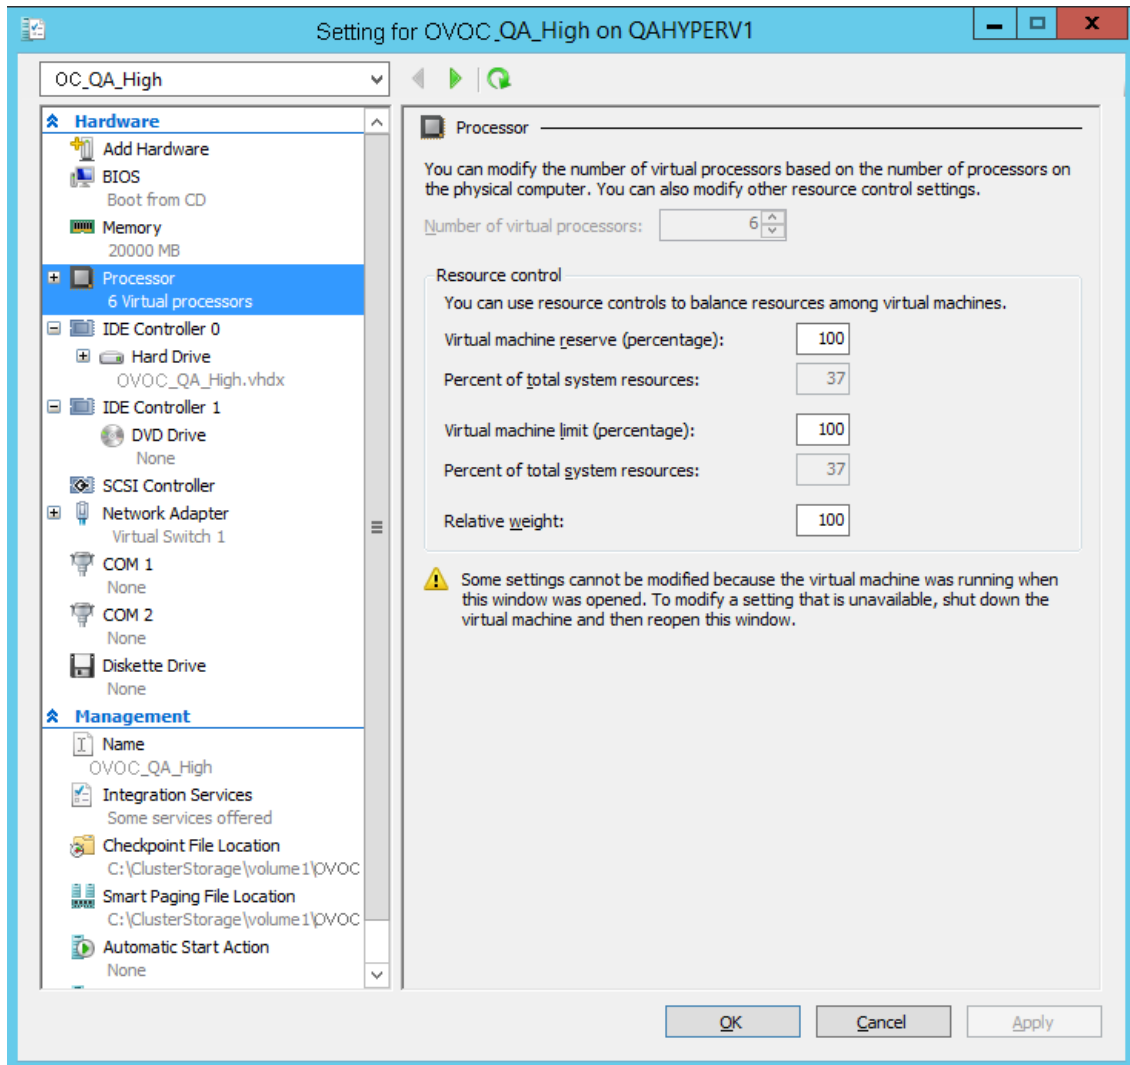 Setting for OVOC_QA_High on QAHYPERV1
OC_QA_High
Hardware
Add Hardware
BIOS
Boot from CD
Memory
20000 MB
Processor
6 Virtual processors
IDE Controller 0
Hard Drive
OVOC_QA_High.vhdx
IDE Controller 1
DVD Drive
None
SCSI Controller
Network Adapter
Virtual Switch 1
COM 1
None
COM 2
None
Diskette Drive
None
Management
Name
OVOC_QA_High
Integration Services
Some services offered
Checkpoint File Location
C:\ClusterStorage\volume1\OVOC
Smart Paging File Location
C:\ClusterStorage\volume1\OVOC
Automatic Start Action
None
Processor
You can modify the number of virtual processors based on the number of processors on
the physical computer. You can also modify other resource control settings.
Number of virtual processors: 6
Resource control
You can use resource controls to balance resources among virtual machines.
Virtual machine reserve (percentage): 100
Percent of total system resources: 37
Virtual machine limit (percentage): 100
Percent of total system resources: 37
Relative weight: 100
Some settings cannot be modified because the virtual machine was running when
this window was opened. To modify a setting that is unavailable, shut down the
virtual machine and then reopen this window.
OK Cancel Apply